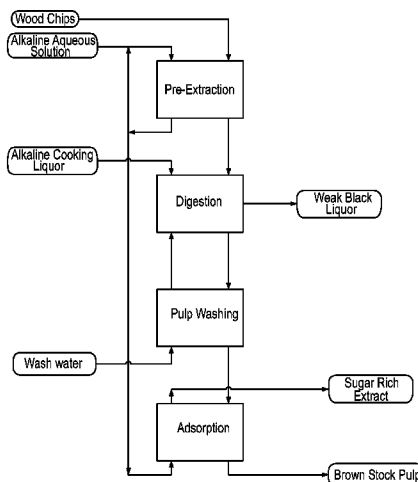 Wood Chips
Alkaline Aqueous
Solution
Pre-Extraction
Alkaline Cooking
Liquor
Digestion
Weak Black
Liquor
Pulp Washing
Wash water
Sugar Rich
Extract
Adsorption
Brown Stock Pulp